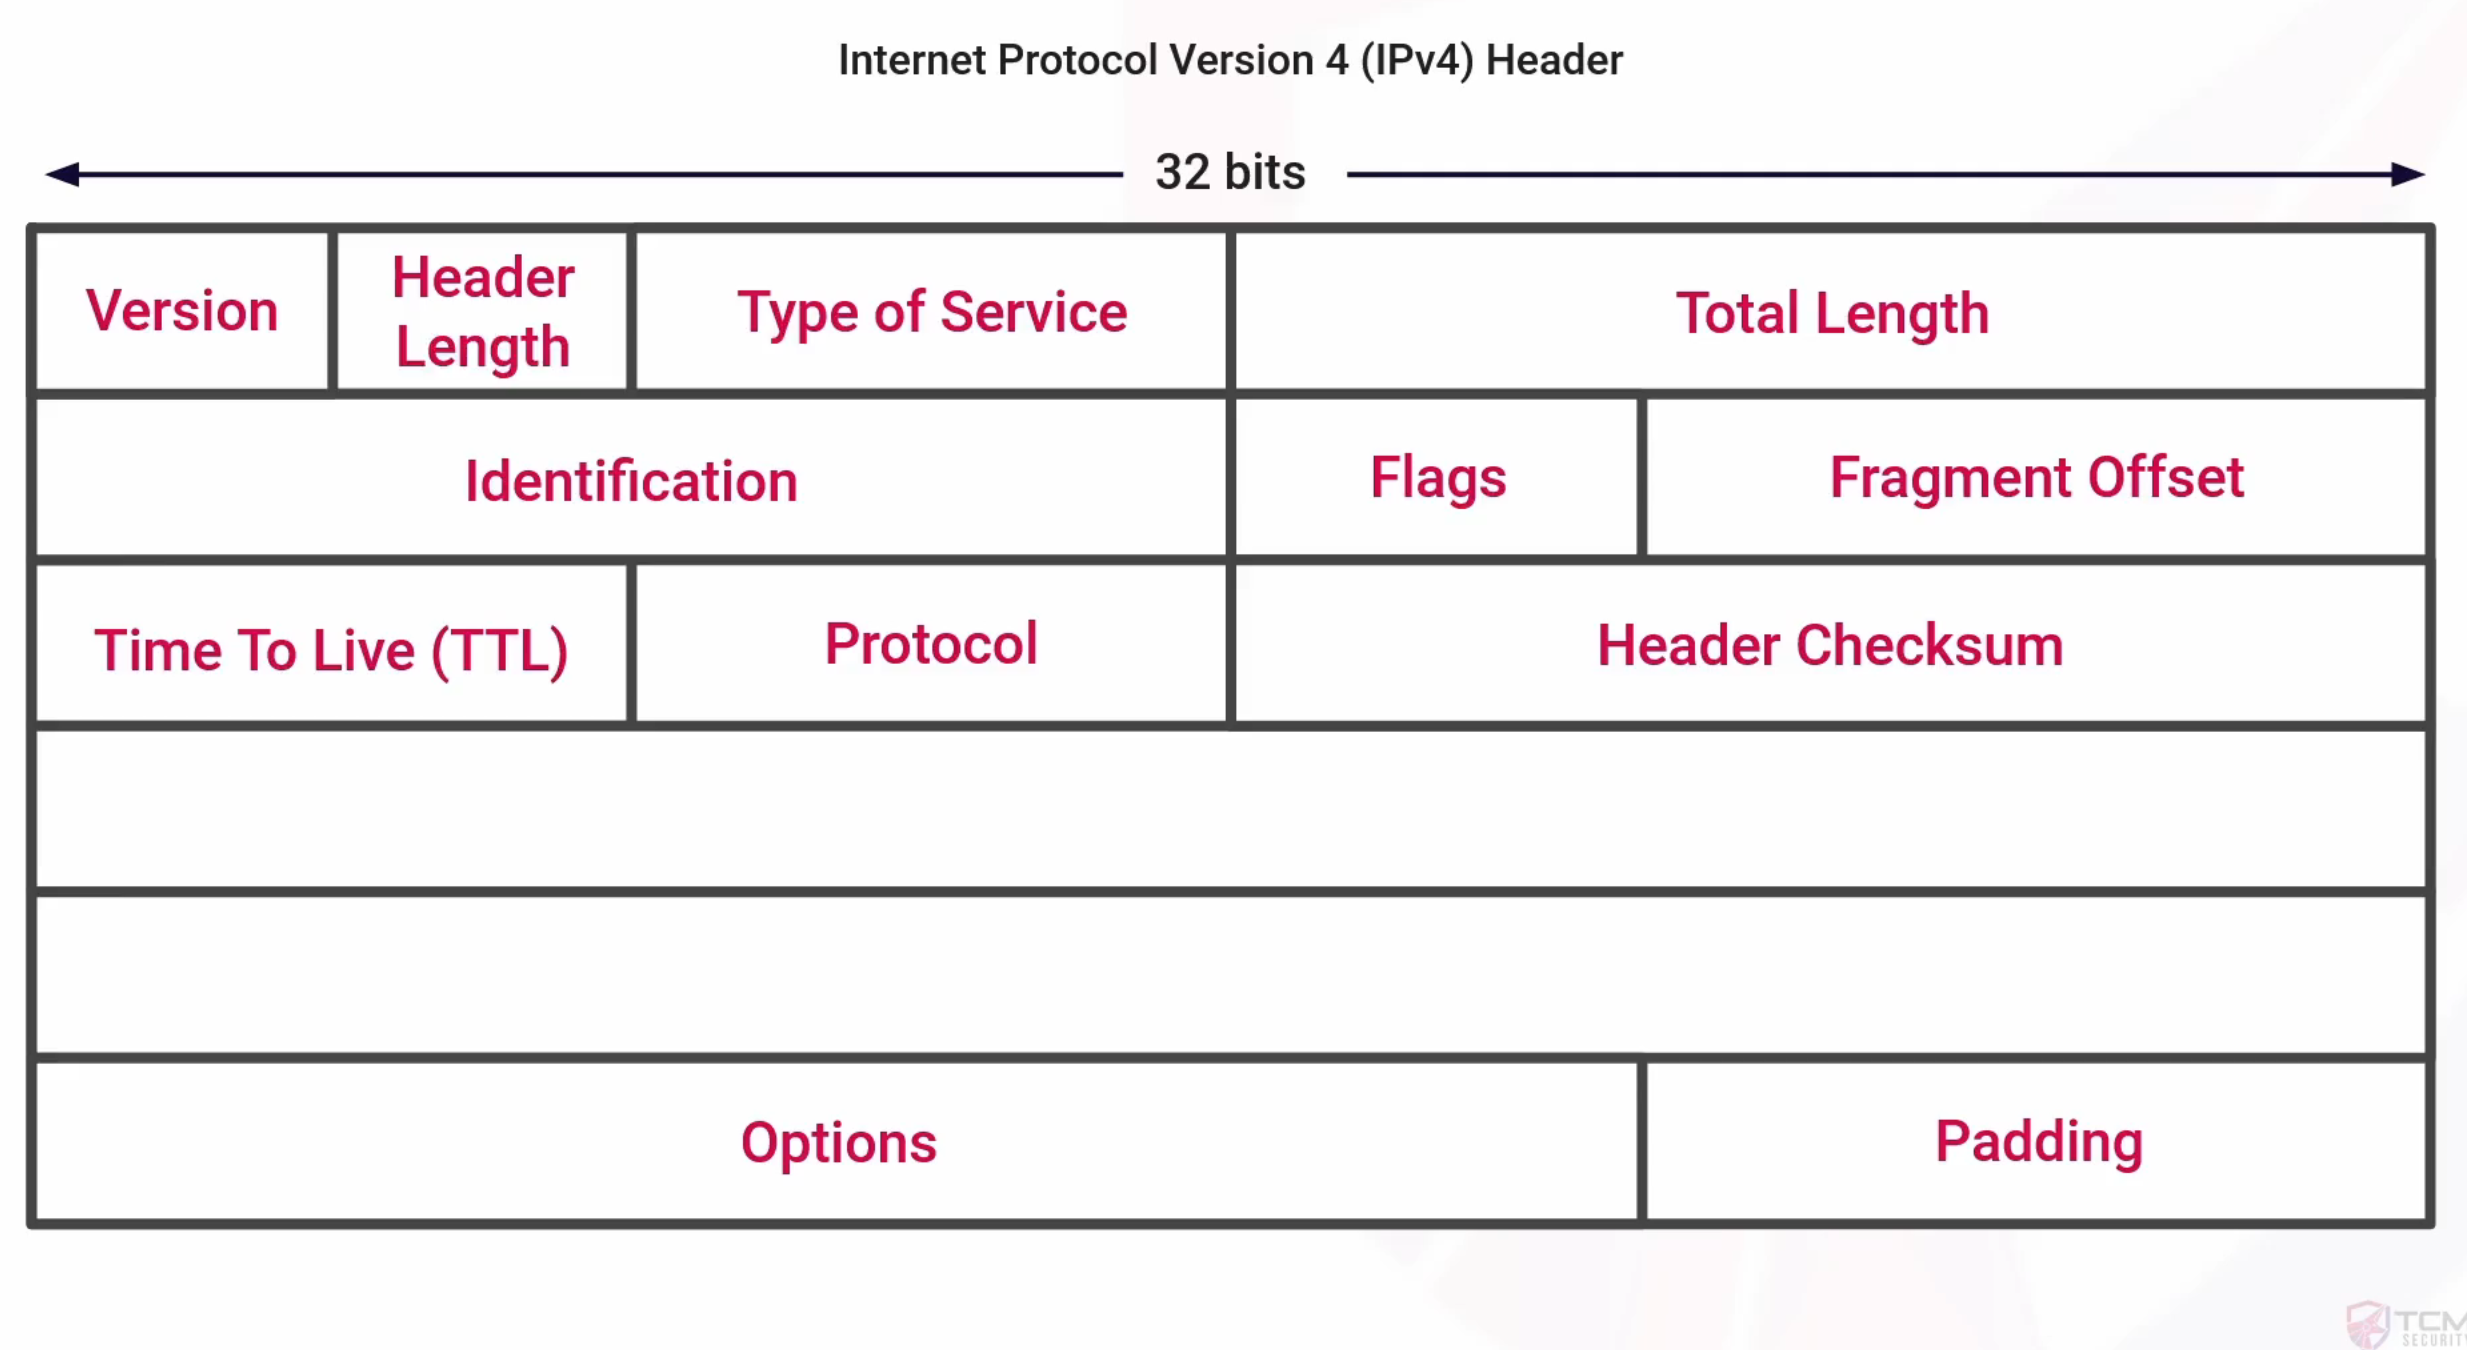 Internet Protocol Version 4 (IPv4) Header
32 bits
Version
Header
Length
Type of Service
Total Length
Identification
Flags
Fragment Offset
Time To Live (TTL)
Protocol
Header Checksum
Options
Padding
TCM
SECURITY